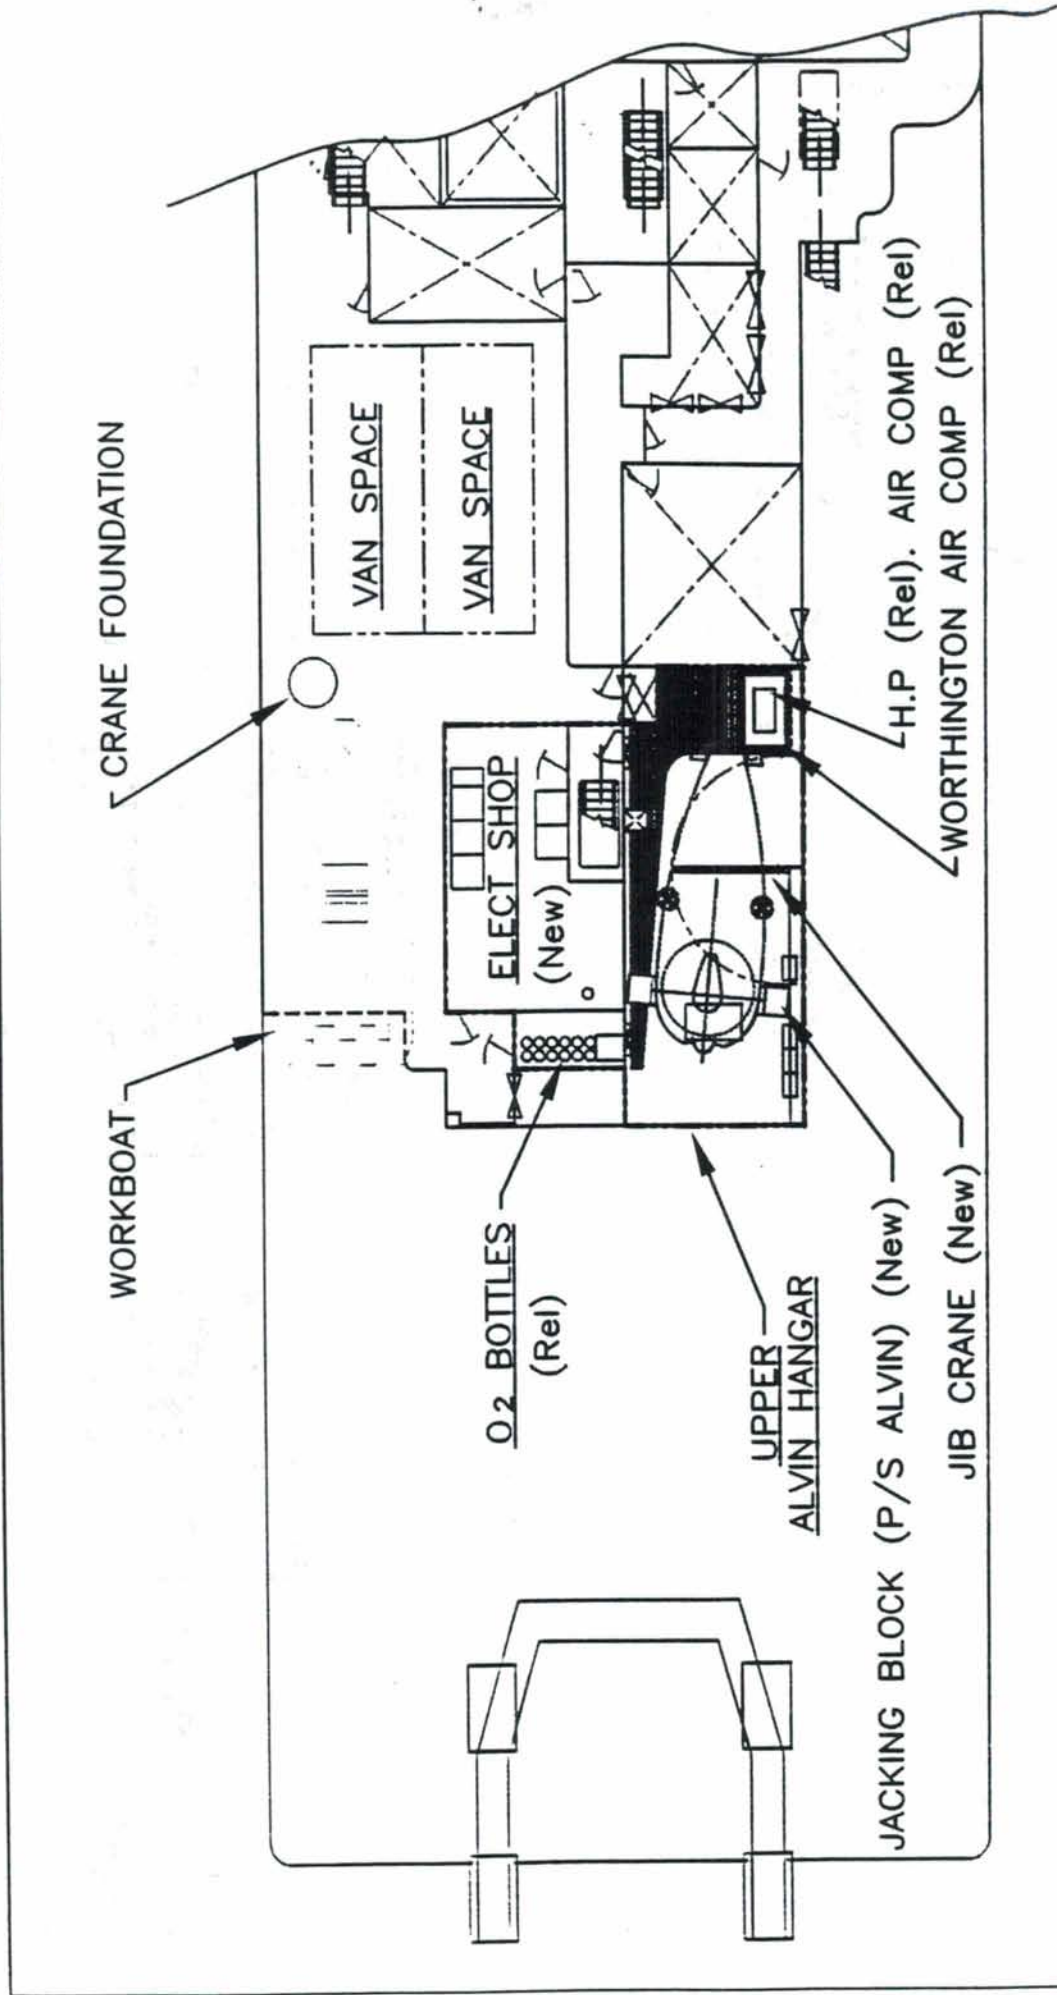 WORKBOAT
CRANE FOUNDATION
VAN SPACE
VAN SPACE
ELECT SHOP
(New)
O2 BOTTLES
(Rel)
UPPER
ALVIN HANGAR
JACKING BLOCK (P/S ALVIN) (New)
JIB CRANE (New)
H.P (Rel). AIR COMP (Rel)
WORTHINGTON AIR COMP (Rel)